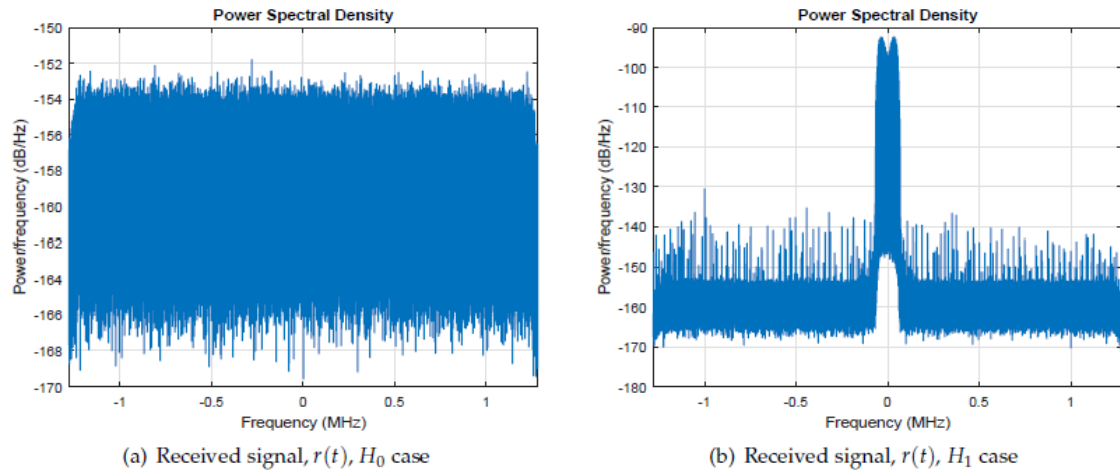 Power Spectral Density
-150
-152
-154
-156
-158
-160
-162
-164
-166
-168
-170
Power/frequency (dB/Hz)
-1 -0.5 0 0.5 1
Frequency (MHz)
(a) Received signal, r(t), H0 case
Power Spectral Density
-90
-100
-110
-120
-130
-140
-150
-160
-170
-180
Power/frequency (dB/Hz)
-1 -0.5 0 0.5 1
Frequency (MHz)
(b) Received signal, r(t), H1 case